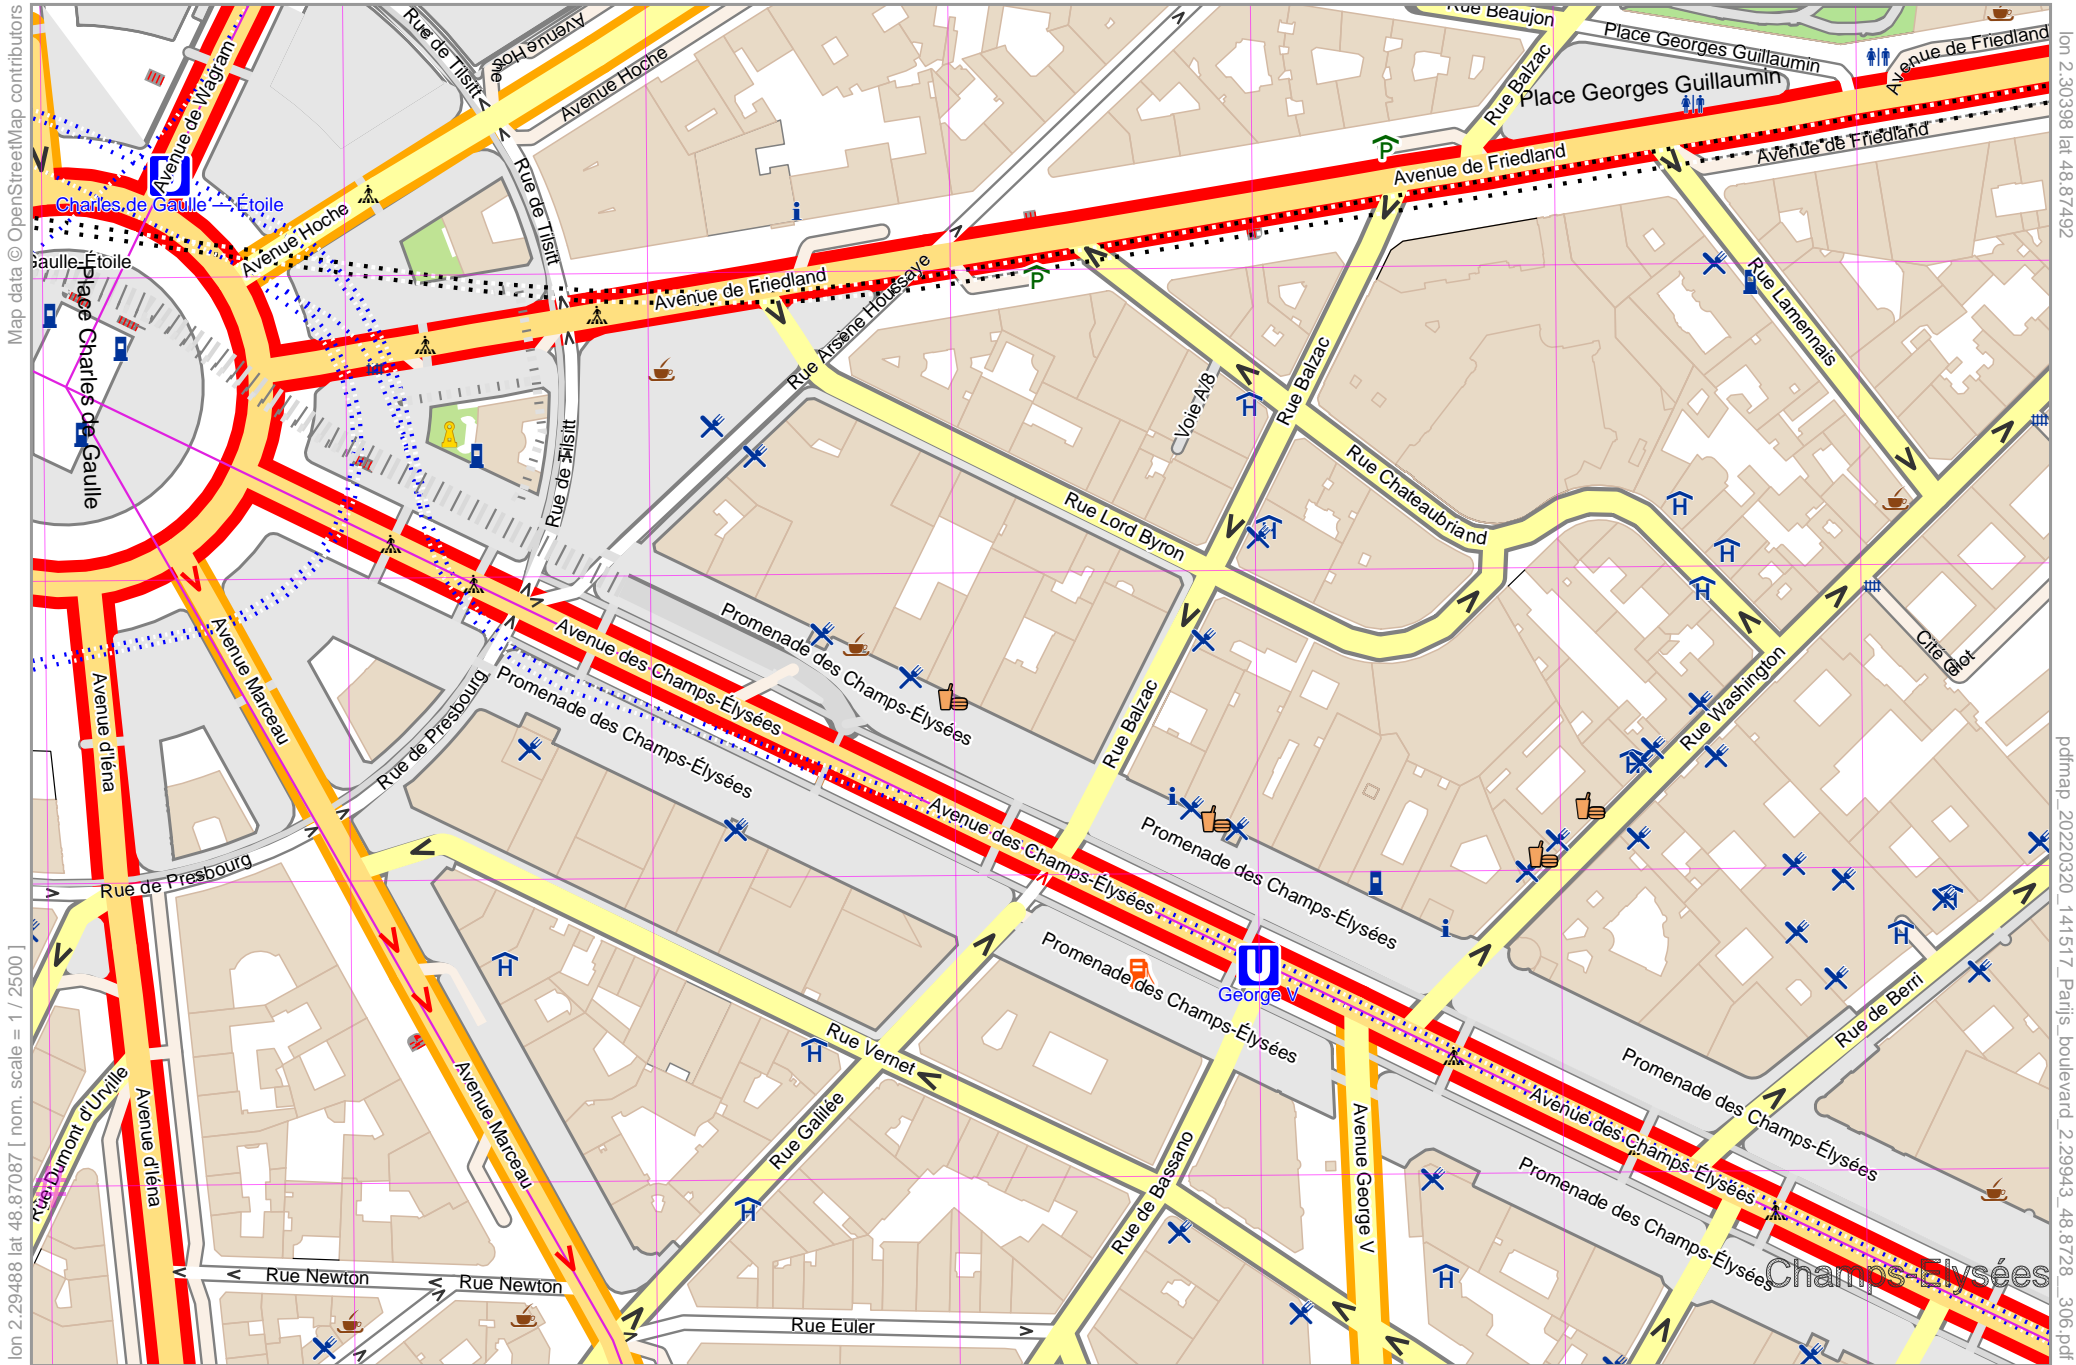 Map data © OpenStreetMap contributors
lon 2.29488 lat 48.87087 [ nom. scale = 1 / 2500 ]
lon 2.30398 lat 48.87492
pdfmap_20220320_141517_Parijs_boulevard_2.29943_48.8728__306.pdf
Rue de Tilsitt
Avenue Hoche
Avenue Hoche
Rue Beaujon
Place Georges Guillaumin
Avenue de Friedland
Avenue de Wagram
Rue Balzac
Place Georges Guillaumin
Avenue de Friedland
Avenue de Friedland
Rue de Tilsitt
Charles de Gaulle — Étoile
Avenue Hoche
Gaulle-Étoile
Place Charles de Gaulle
Avenue de Friedland
Rue Arsène Houssaye
Rue Lamennais
Voie A/8
Rue Balzac
Rue de Tilsitt
Rue Chateaubriand
Rue Lord Byron
Avenue Marceau
Avenue des Champs-Élysées
Promenade des Champs-Élysées
Promenade des Champs-Élysées
Cité Glot
Rue Washington
Rue Balzac
Avenue d'Iéna
Rue de Presbourg
Avenue des Champs-Élysées
Promenade des Champs-Élysées
Rue de Presbourg
Promenade des Champs-Élysées
George V
Rue de Berri
Rue Vernet
Avenue Marceau
Rue Dumont d'Urville
Avenue d'Iéna
Rue Galilée
Rue de Bassano
Avenue George V
Avenue des Champs-Élysées
Promenade des Champs-Élysées
Promenade des Champs-Élysées
Champs-Elysées
Rue Newton
Rue Newton
Rue Euler